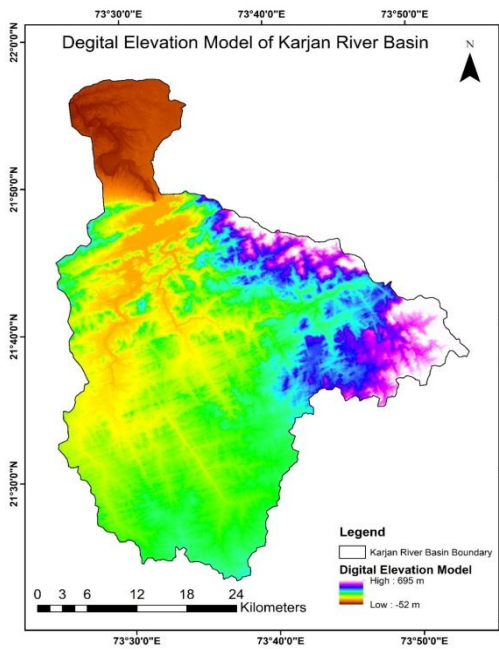 73°30'0"E 73°40'0"E 73°50'0"E
22°0'0"N
Degital Elevation Model of Karjan River Basin
N
21°50'0"N
21°40'0"N
21°30'0"N
Legend
Karjan River Basin Boundary
Digital Elevation Model
High : 695 m
Low : -52 m
0 3 6 12 18 24
Kilometers
73°30'0"E 73°40'0"E 73°50'0"E